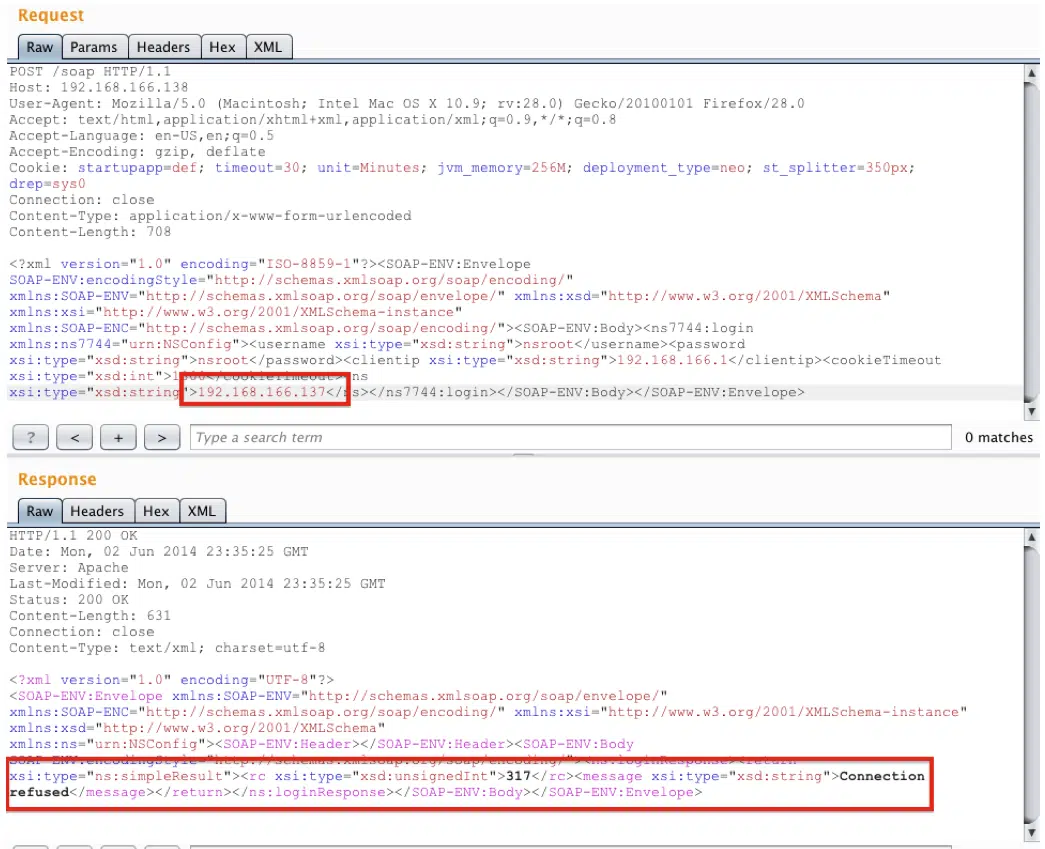 Request
Raw Params Headers Hex XML
POST /soap HTTP/1.1
Host: 192.168.166.138
User-Agent: Mozilla/5.0 (Macintosh; Intel Mac OS X 10.9; rv:28.0) Gecko/20100101 Firefox/28.0
Accept: text/html,application/xhtml+xml,application/xml;q=0.9,*/*;q=0.8
Accept-Language: en-US,en;q=0.5
Accept-Encoding: gzip, deflate
Cookie: startupapp=def; timeout=30; unit=Minutes; jvm_memory=256M; deployment_type=neo; st_splitter=350px;
drep=sys0
Connection: close
Content-Type: application/x-www-form-urlencoded
Content-Length: 708
<?xml version="1.0" encoding="ISO-8859-1"?><SOAP-ENV:Envelope
SOAP-ENV:encodingStyle="http://schemas.xmlsoap.org/soap/encoding/"
xmlns:SOAP-ENV="http://schemas.xmlsoap.org/soap/envelope/" xmlns:xsd="http://www.w3.org/2001/XMLSchema"
xmlns:xsi="http://www.w3.org/2001/XMLSchema-instance"
xmlns:SOAP-ENC="http://schemas.xmlsoap.org/soap/encoding/"><SOAP-ENV:Body><ns7744:login
xmlns:ns7744="urn:NSConfig"><username xsi:type="xsd:string">nsroot</username><password
xsi:type="xsd:string">nsroot</password><clientip xsi:type="xsd:string">192.168.166.1</clientip><cookieTimeout
xsi:type="xsd:int"> </cookieTimeout><ns
xsi:type="xsd:string">192.168.166.137</ns></ns7744:login></SOAP-ENV:Body></SOAP-ENV:Envelope>
? < + > Type a search term 0 matches
Response
Raw Headers Hex XML
HTTP/1.1 200 OK
Date: Mon, 02 Jun 2014 23:35:25 GMT
Server: Apache
Last-Modified: Mon, 02 Jun 2014 23:35:25 GMT
Status: 200 OK
Content-Length: 631
Connection: close
Content-Type: text/xml; charset=utf-8
<?xml version="1.0" encoding="UTF-8"?>
<SOAP-ENV:Envelope xmlns:SOAP-ENV="http://schemas.xmlsoap.org/soap/envelope/"
xmlns:SOAP-ENC="http://schemas.xmlsoap.org/soap/encoding/" xmlns:xsi="http://www.w3.org/2001/XMLSchema-instance"
xmlns:xsd="http://www.w3.org/2001/XMLSchema"
xmlns:ns="urn:NSConfig"><SOAP-ENV:Header></SOAP-ENV:Header><SOAP-ENV:Body
SOAP-ENV:encodingStyle="http://schemas.xmlsoap.org/soap/encoding/"><ns:loginResponse><return
xsi:type="ns:simpleResult"><rc xsi:type="xsd:unsignedInt">317</rc><message xsi:type="xsd:string">Connection
refused</message></return></ns:loginResponse></SOAP-ENV:Body></SOAP-ENV:Envelope>